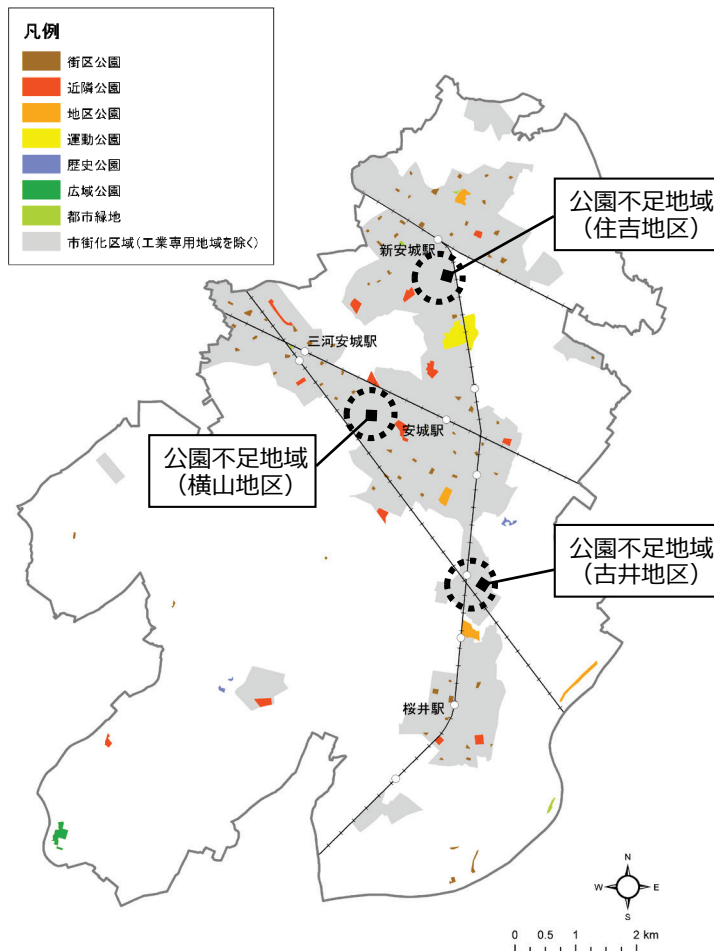 凡例
街区公園
近隣公園
地区公園
運動公園
歴史公園
広域公園
都市緑地
市街化区域(工業専用地域を除く)
公園不足地域
(住吉地区)
新安城駅
三河安城駅
安城駅
公園不足地域
(横山地区)
公園不足地域
(古井地区)
桜井駅
N
W E
S
0 0.5 1 2 km